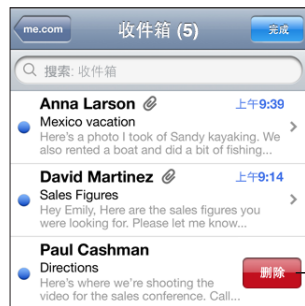 me.com
收件箱 (5)
完成
搜索: 收件箱
Anna Larson
上午9:39
Mexico vacation
Here's a photo I took of Sandy kayaking. We
also rented a boat and did a bit of fishing...
David Martinez
上午9:14
Sales Figures
Hey Emily, Here are the sales figures you
were looking for. Please let me know...
Paul Cashman
Directions
删除
Here's where we're shooting the
video for the sales conference. Call...